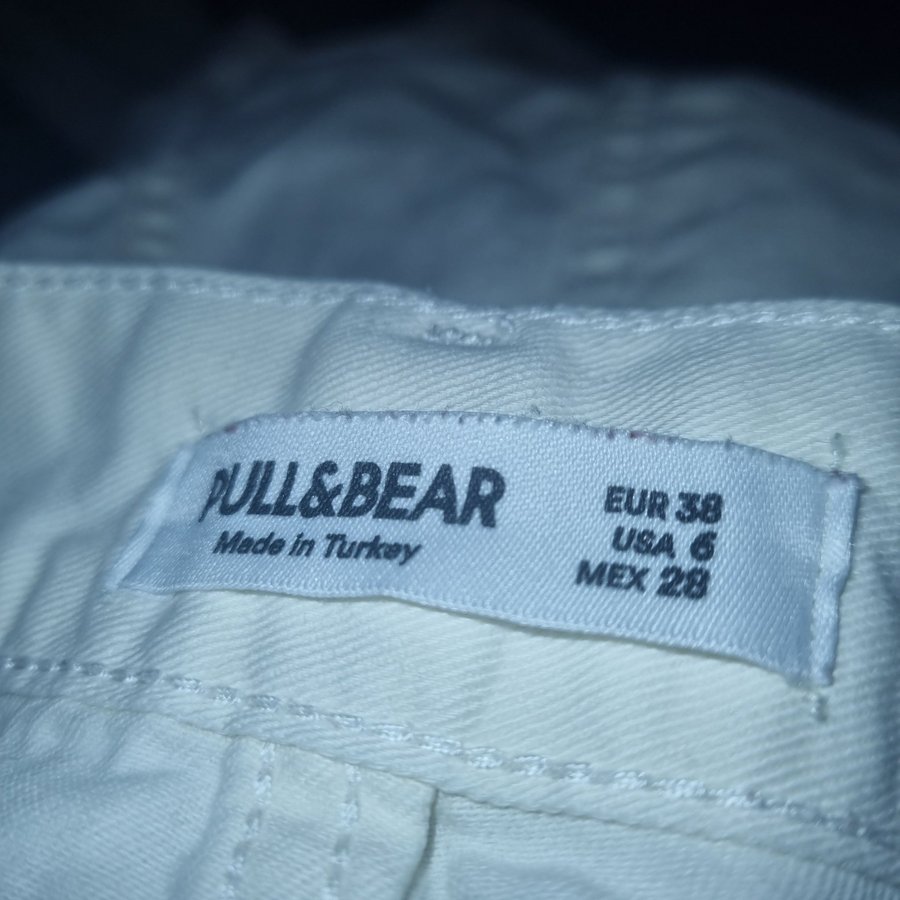 PULL&BEAR
Made in Turkey
EUR 38
USA 6
MEX 28